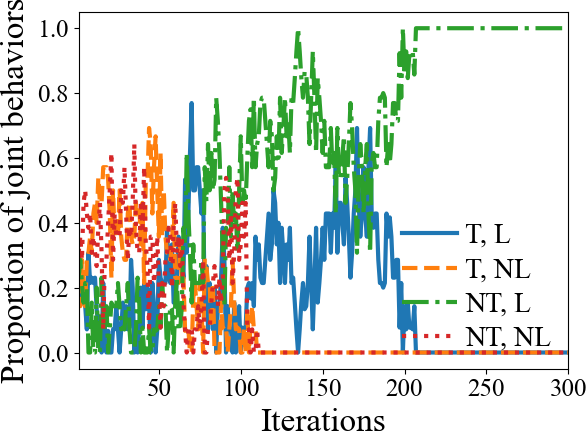 Proportion of joint behaviors
1.0
0.8
0.6
0.4
0.2
0.0
T, L
T, NL
NT, L
NT, NL
50 100 150 200 250 300
Iterations